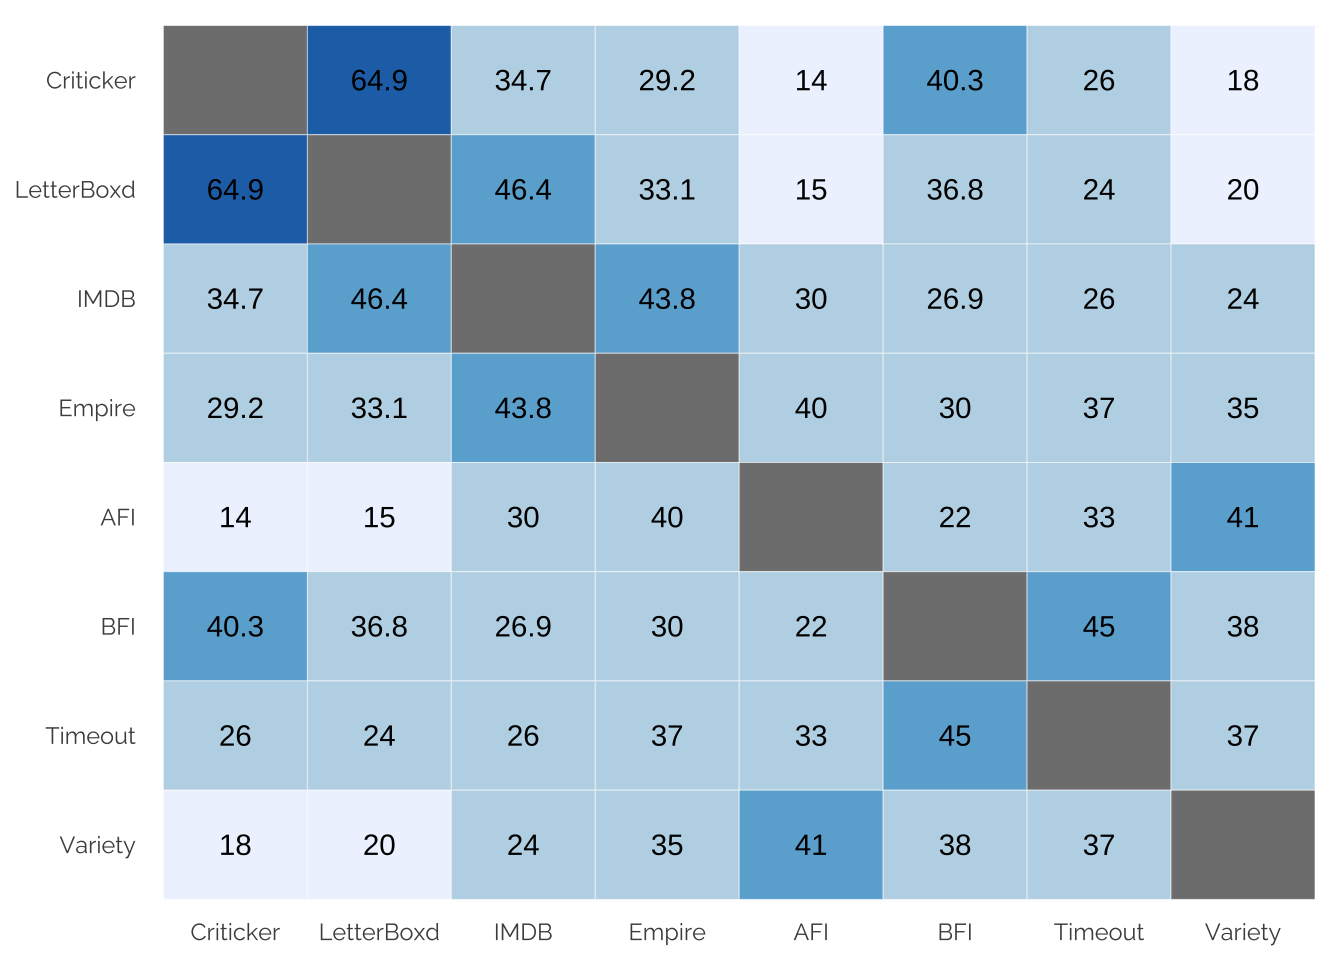 Criticker 64.9 34.7 29.2 14 40.3 26 18
LetterBoxd 64.9 46.4 33.1 15 36.8 24 20
IMDB 34.7 46.4 43.8 30 26.9 26 24
Empire 29.2 33.1 43.8 40 30 37 35
AFI 14 15 30 40 22 33 41
BFI 40.3 36.8 26.9 30 22 45 38
Timeout 26 24 26 37 33 45 37
Variety 18 20 24 35 41 38 37
Criticker LetterBoxd IMDB Empire AFI BFI Timeout Variety